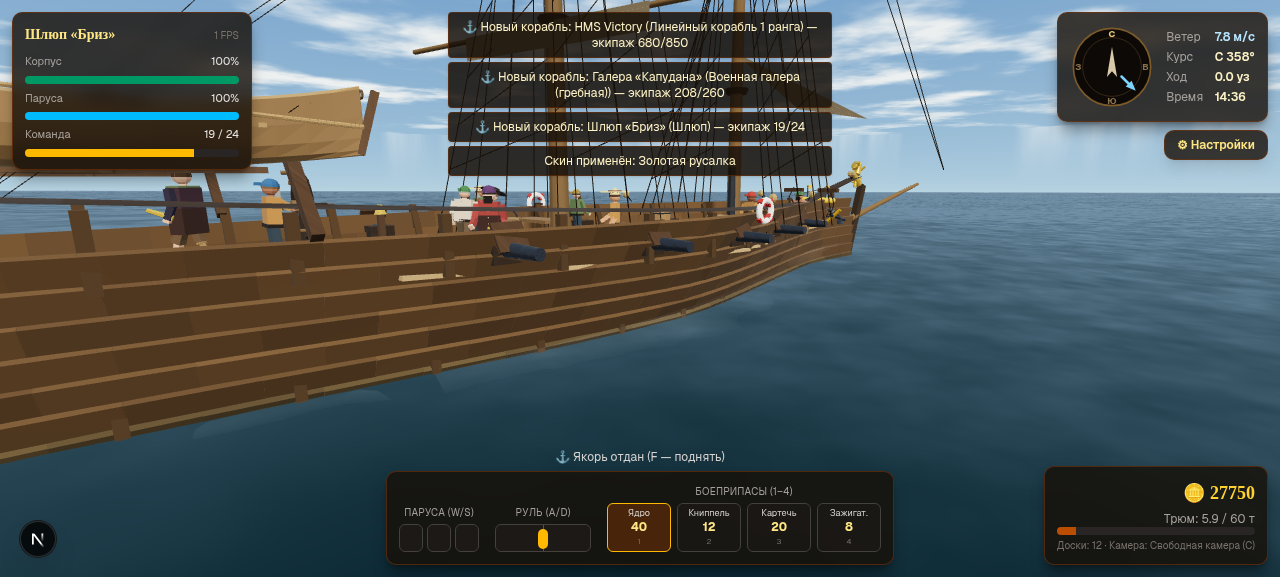 Шлюп «Бриз»
1 FPS
Корпус
100%
Паруса
100%
Команда
19 / 24
⚓ Новый корабль: HMS Victory (Линейный корабль 1 ранга) —
экипаж 680/850
⚓ Новый корабль: Галера «Капудана» (Военная галера
(гребная)) — экипаж 208/260
⚓ Новый корабль: Шлюп «Бриз» (Шлюп) — экипаж 19/24
Скин применён: Золотая русалка
С
З
В
Ю
Ветер 7.8 м/с
Курс С 358°
Ход 0.0 уз
Время 14:36
⚙ Настройки
⚓ Якорь отдан (F — поднять)
ПАРУСА (W/S)
РУЛЬ (A/D)
БОЕПРИПАСЫ (1–4)
Ядро
40
1
Книппель
12
2
Картечь
20
3
Зажигат.
8
4
🪙 27750
Трюм: 5.9 / 60 т
Доски: 12 · Камера: Свободная камера (C)
N